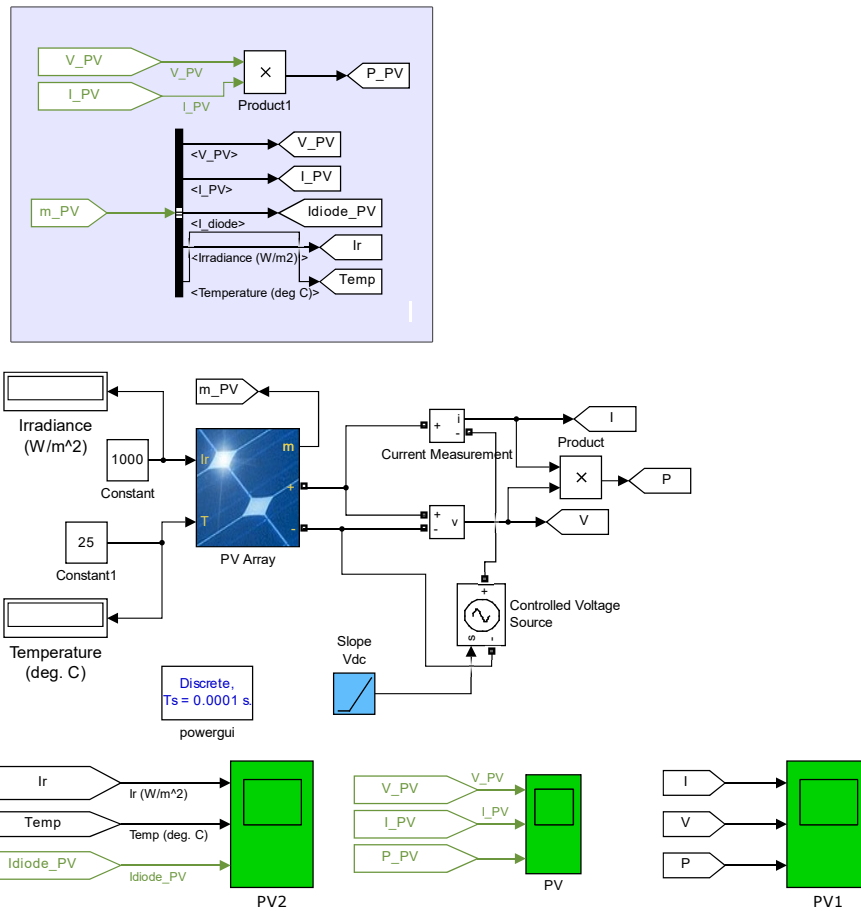 V_PV
V_PV
I_PV
I_PV
×
Product1
P_PV
m_PV
<V_PV>
V_PV
<I_PV>
I_PV
<I_diode>
Idiode_PV
<Irradiance (W/m2)>
Ir
<Temperature (deg C)>
Temp
Irradiance
(W/m^2)
m_PV
1000
Constant
25
Constant1
Temperature
(deg. C)
Ir
T
m
+
-
PV Array
+
i
-
Current Measurement
+
-
v
I
Product
×
P
V
+
s
-
Controlled Voltage
Source
Slope
Vdc
Discrete,
Ts = 0.0001 s.
powergui
Ir
Ir (W/m^2)
Temp
Temp (deg. C)
Idiode_PV
Idiode_PV
PV2
V_PV
V_PV
I_PV
I_PV
P_PV
PV
I
V
P
PV1